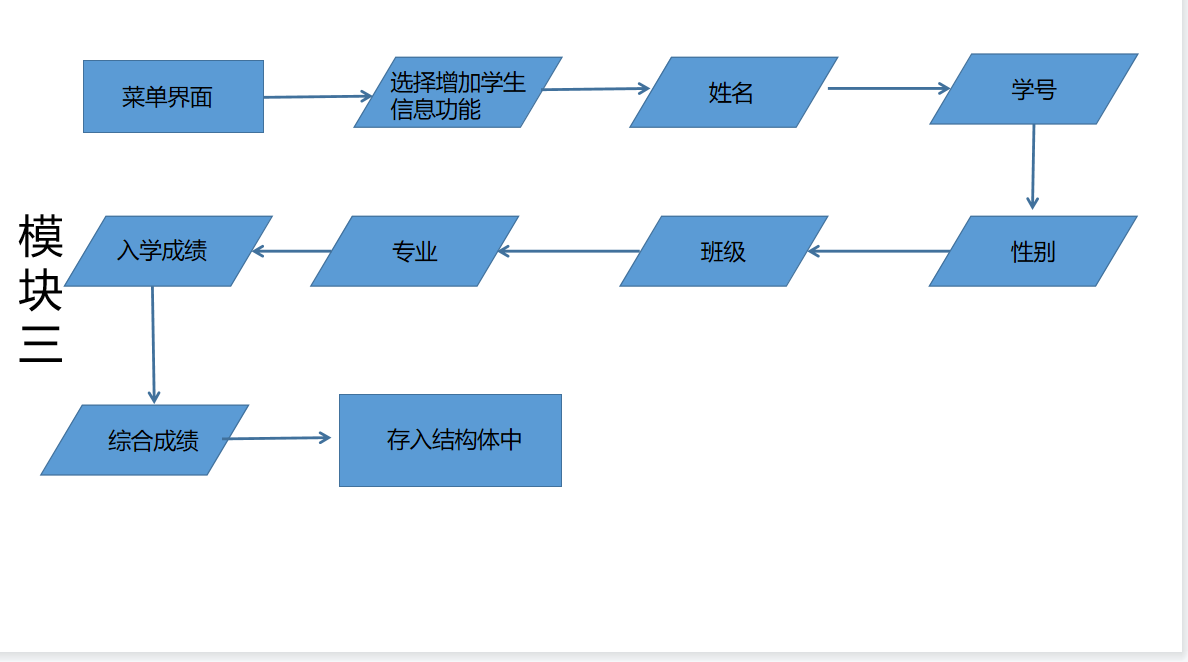 菜单界面
选择增加学生
信息功能
姓名
学号
模块三
入学成绩
专业
班级
性别
综合成绩
存入结构体中